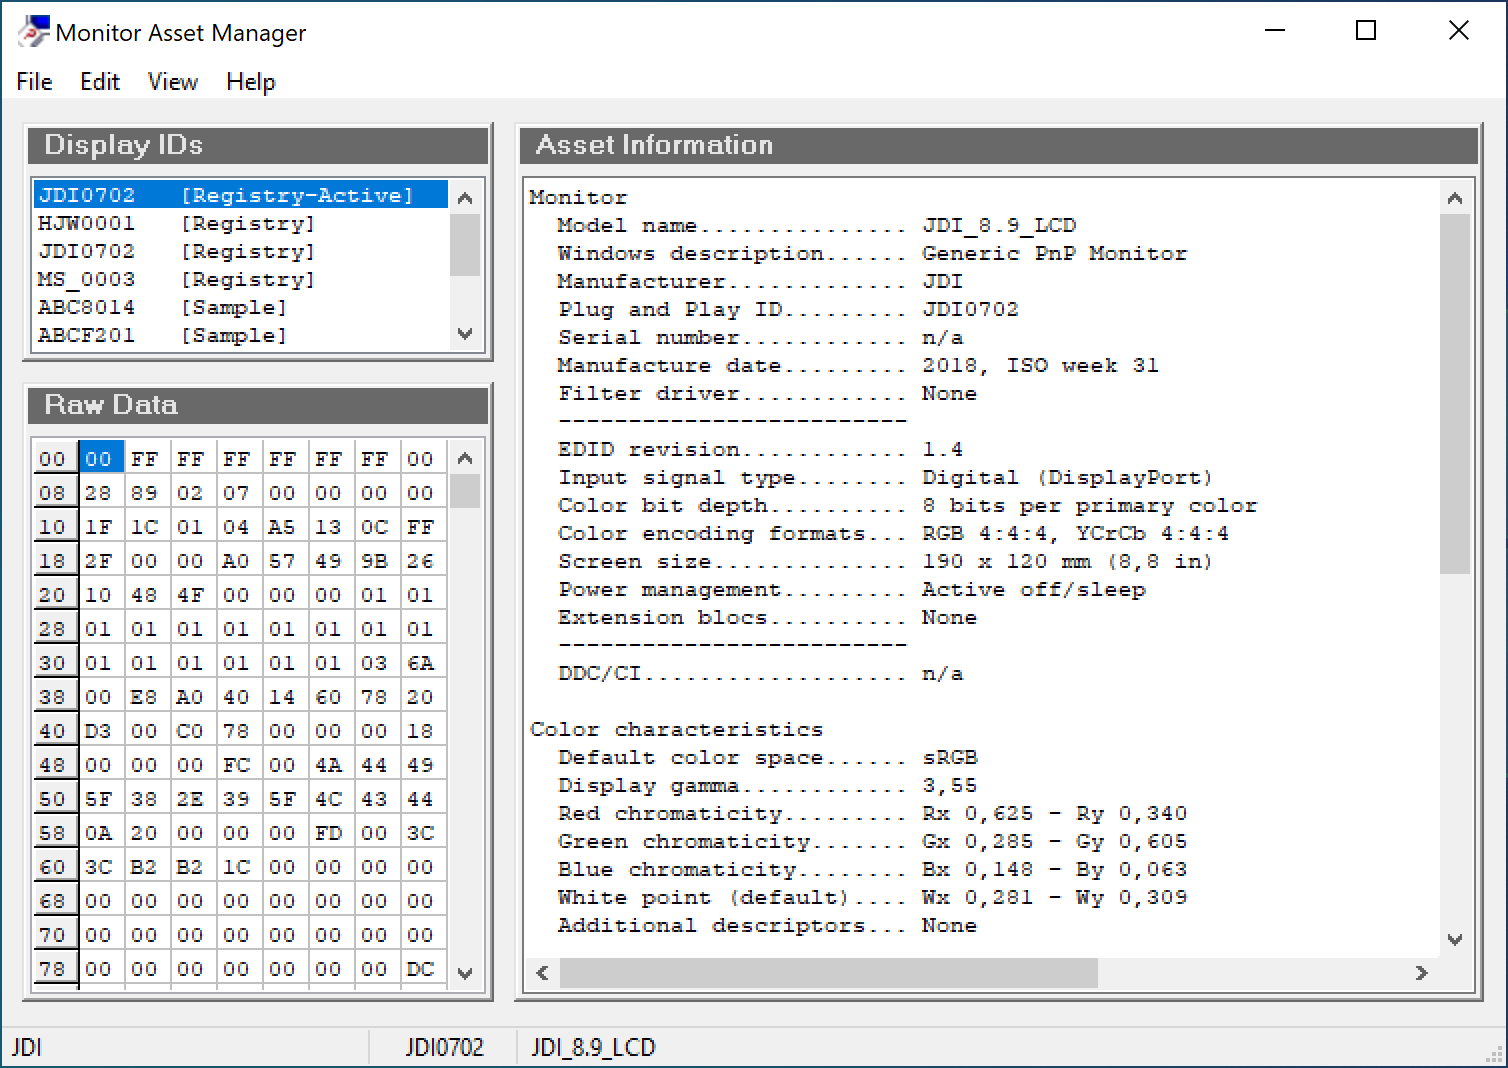 Monitor Asset Manager
File Edit View Help
Display IDs
JDI0702 [Registry-Active]
HJW0001 [Registry]
JDI0702 [Registry]
MS_0003 [Registry]
ABC8014 [Sample]
ABCF201 [Sample]
Raw Data
00 00 FF FF FF FF FF FF 00
08 28 89 02 07 00 00 00 00
10 1F 1C 01 04 A5 13 0C FF
18 2F 00 00 A0 57 49 9B 26
20 10 48 4F 00 00 00 01 01
28 01 01 01 01 01 01 01 01
30 01 01 01 01 01 01 03 6A
38 00 E8 A0 40 14 60 78 20
40 D3 00 C0 78 00 00 00 18
48 00 00 00 FC 00 4A 44 49
50 5F 38 2E 39 5F 4C 43 44
58 0A 20 00 00 00 FD 00 3C
60 3C B2 B2 1C 00 00 00 00
68 00 00 00 00 00 00 00 00
70 00 00 00 00 00 00 00 00
78 00 00 00 00 00 00 00 DC
Asset Information
Monitor
Model name............... JDI_8.9_LCD
Windows description...... Generic PnP Monitor
Manufacturer............. JDI
Plug and Play ID......... JDI0702
Serial number............ n/a
Manufacture date......... 2018, ISO week 31
Filter driver............ None
-------------------------
EDID revision............ 1.4
Input signal type........ Digital (DisplayPort)
Color bit depth.......... 8 bits per primary color
Color encoding formats... RGB 4:4:4, YCrCb 4:4:4
Screen size.............. 190 x 120 mm (8,8 in)
Power management......... Active off/sleep
Extension blocs.......... None
-------------------------
DDC/CI................... n/a
Color characteristics
Default color space...... sRGB
Display gamma............ 3,55
Red chromaticity......... Rx 0,625 - Ry 0,340
Green chromaticity....... Gx 0,285 - Gy 0,605
Blue chromaticity........ Bx 0,148 - By 0,063
White point (default).... Wx 0,281 - Wy 0,309
Additional descriptors... None
JDI JDI0702 JDI_8.9_LCD